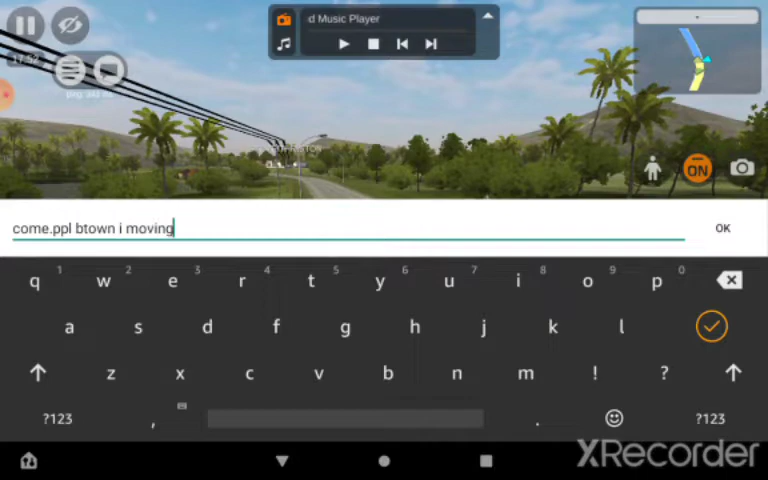 d Music Player
17:52
ON
come.ppl btown i moving
OK
1 2 3 4 5 6 7 8 9 0
q w e r t y u i o p
a s d f g h j k l
z x c v b n m ! ?
?123 , . ?123
XRecorder